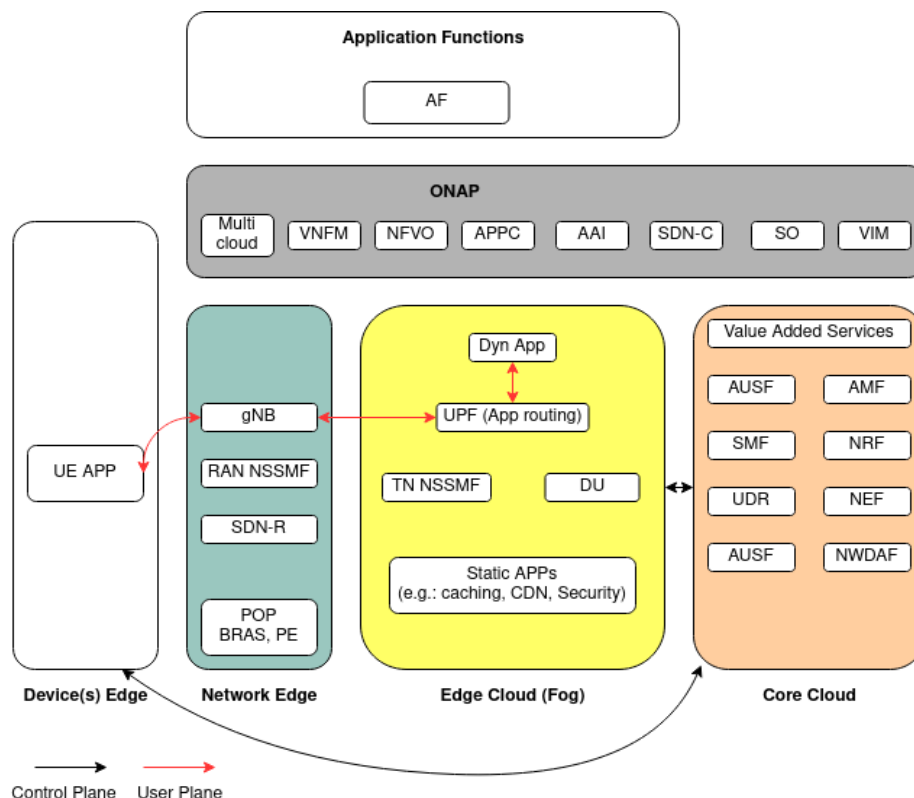 Application Functions
AF
ONAP
Multi
cloud
VNFM
NFVO
APPC
AAI
SDN-C
SO
VIM
UE APP
Device(s) Edge
gNB
RAN NSSMF
SDN-R
POP
BRAS, PE
Network Edge
Dyn App
UPF (App routing)
TN NSSMF
DU
Static APPs
(e.g.: caching, CDN, Security)
Edge Cloud (Fog)
Value Added Services
AUSF
AMF
SMF
NRF
UDR
NEF
AUSF
NWDAF
Core Cloud
Control Plane
User Plane